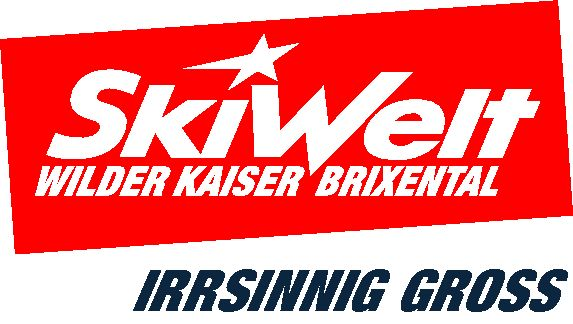 SkiWelt
WILDER KAISER BRIXENTAL
IRRSINNIG GROSS